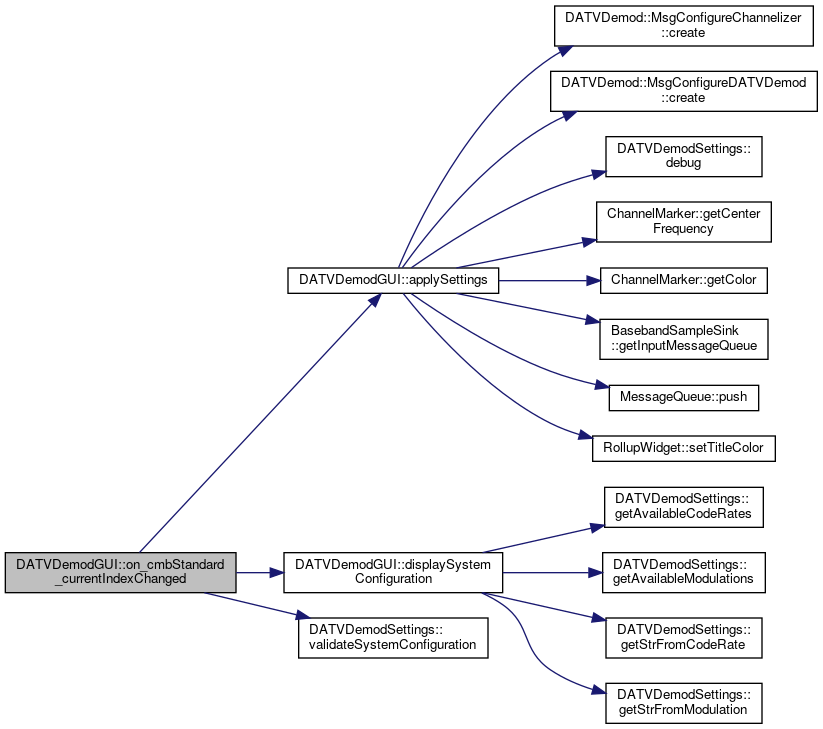 DATVDemod::MsgConfigureChannelizer
::create
DATVDemod::MsgConfigureDATVDemod
::create
DATVDemodSettings::
debug
ChannelMarker::getCenter
Frequency
DATVDemodGUI::applySettings
ChannelMarker::getColor
BasebandSampleSink
::getInputMessageQueue
MessageQueue::push
RollupWidget::setTitleColor
DATVDemodSettings::
getAvailableCodeRates
DATVDemodGUI::on_cmbStandard
_currentIndexChanged
DATVDemodGUI::displaySystem
Configuration
DATVDemodSettings::
getAvailableModulations
DATVDemodSettings::
validateSystemConfiguration
DATVDemodSettings::
getStrFromCodeRate
DATVDemodSettings::
getStrFromModulation